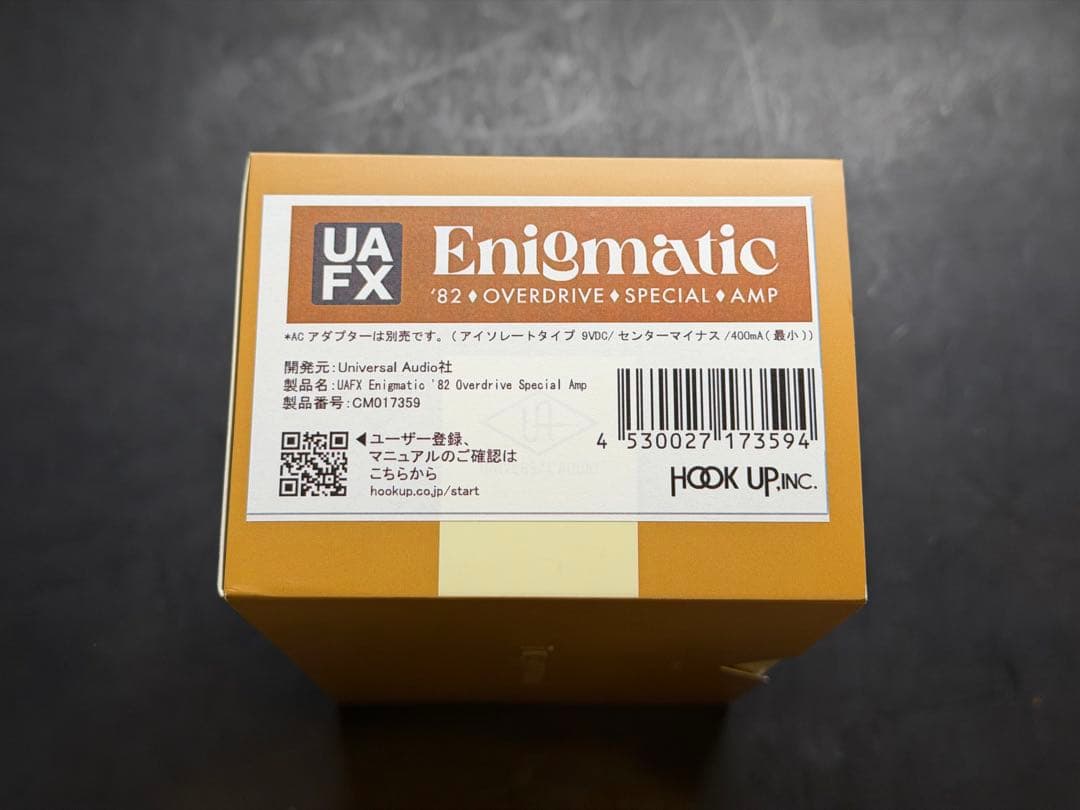 UA
FX
Enigmatic
'82♦OVERDRIVE♦SPECIAL♦AMP
*ACアダプターは別売です。(アイソレートタイプ 9VDC/センターマイナス/400mA(最小))
開発元:Universal Audio社
製品名:UAFX Enigmatic '82 Overdrive Special Amp
製品番号:CM017359
◀ユーザー登録、
マニュアルのご確認は
こちらから
hookup.co.jp/start
4 530027 173594
HOOK UP,INC.